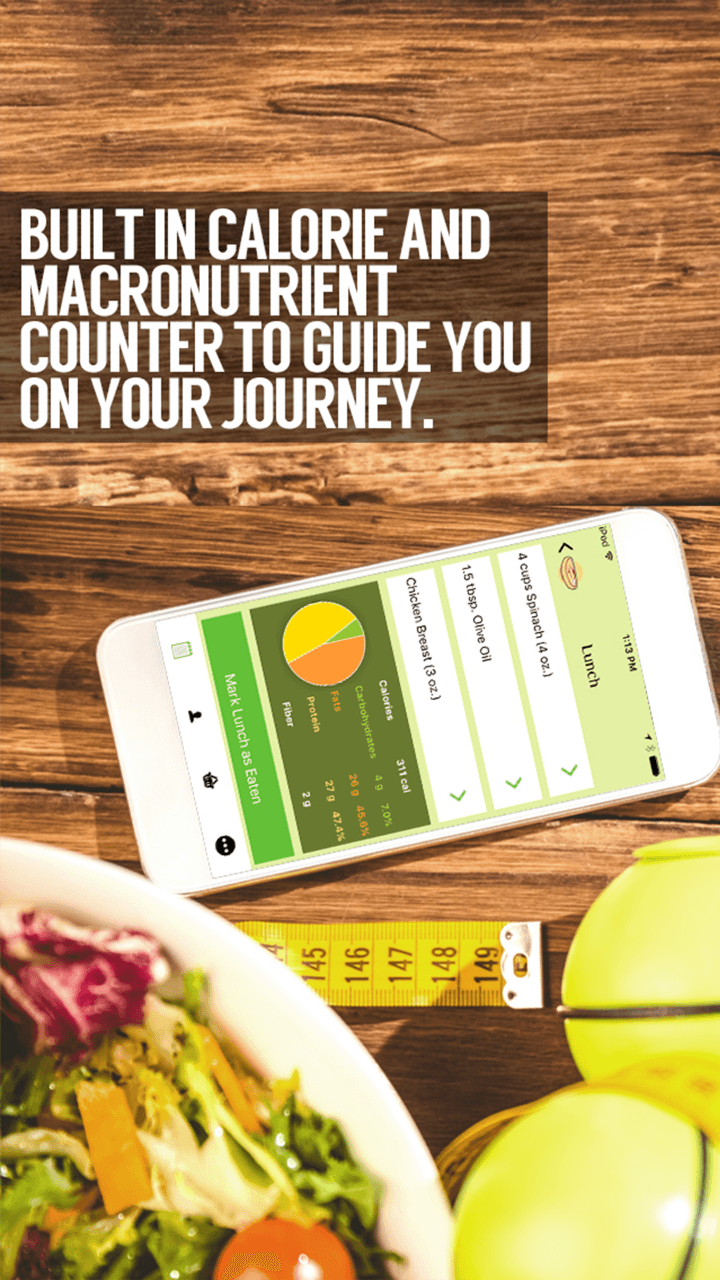 BUILT IN CALORIE AND
MACRONUTRIENT
COUNTER TO GUIDE YOU
ON YOUR JOURNEY.
iPod 1:13 PM
Lunch
4 cups Spinach (4 oz.)
1.5 tbsp. Olive Oil
Chicken Breast (3 oz.)
Calories 311 cal
Carbohydrates 4 g 7.0%
Fats 26 g 45.6%
Protein 27 g 47.4%
Fiber 2 g
Mark Lunch as Eaten
4 145 146 147 148 149